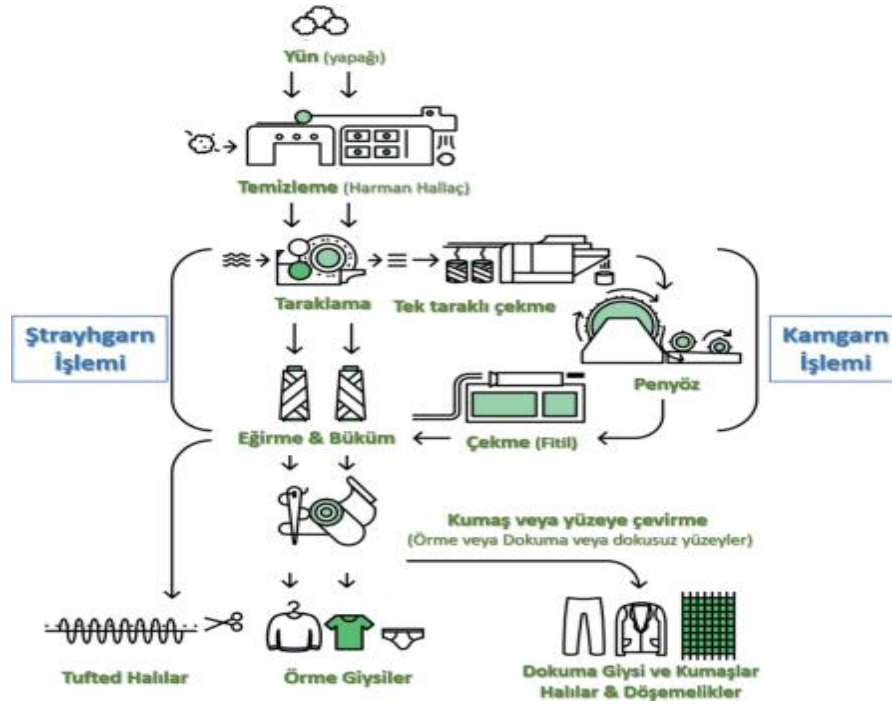 Yün (yapağı)
Temizleme (Harman Hallaç)
Taraklama
Tek taraklı çekme
Ştrayhgarn
İşlemi
Kamgarn
İşlemi
Penyöz
Eğirme & Büküm
Çekme (Fitil)
Kumaş veya yüzeye çevirme
(Örme veya Dokuma veya dokusuz yüzeyler)
Tufted Halılar
Örme Giysiler
Dokuma Giysi ve Kumaşlar
Halılar & Döşemelikler